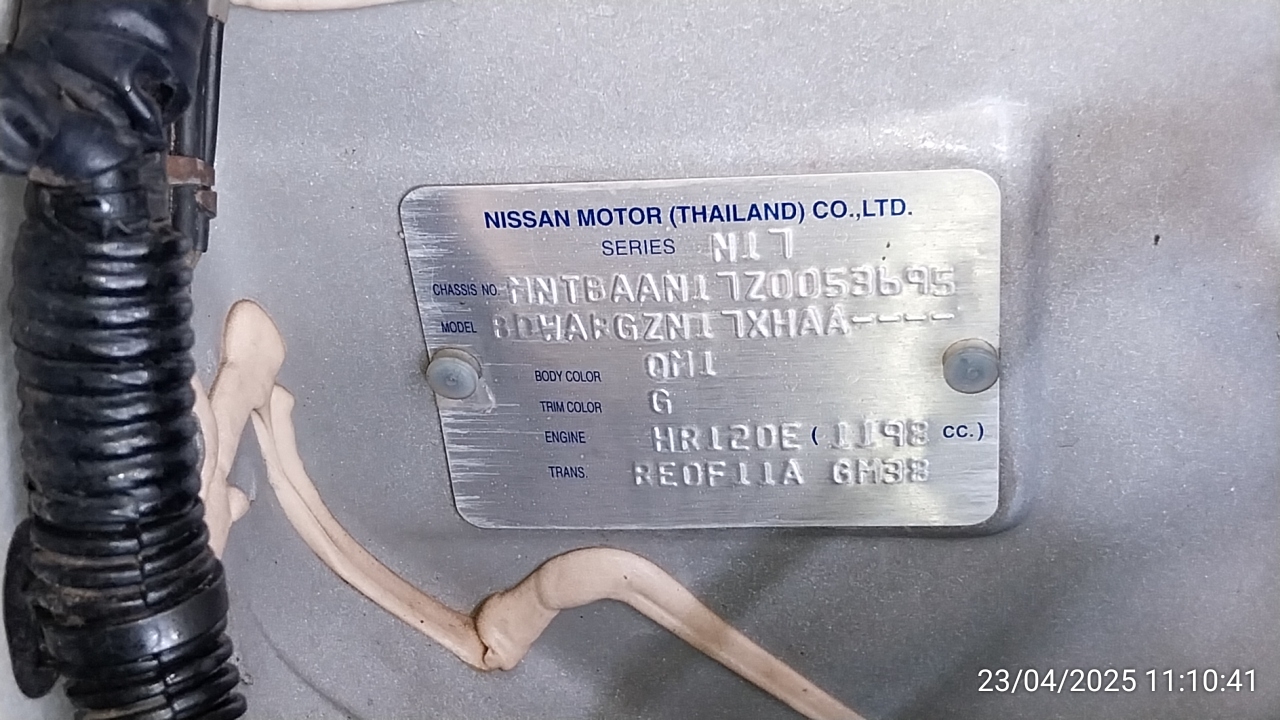 NISSAN MOTOR (THAILAND) CO.,LTD.
SERIES N17
CHASSIS NO. MNTBAAN17Z0053695
MODEL BDWARGZN17XHAA----
BODY COLOR QM1
TRIM COLOR G
ENGINE HR12DE ( 1198 CC.)
TRANS. RE0F11A GM38
23/04/2025 11:10:41